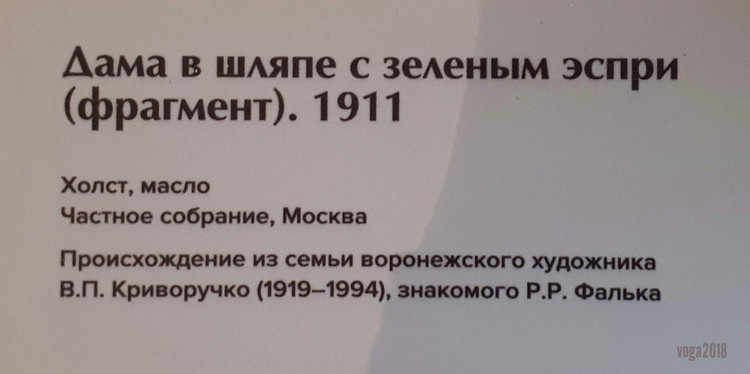 Дама в шляпе с зеленым эспри
(фрагмент). 1911
Холст, масло
Частное собрание, Москва
Происхождение из семьи воронежского художника
В.П. Криворучко (1919–1994), знакомого Р.Р. Фалька
voga2018